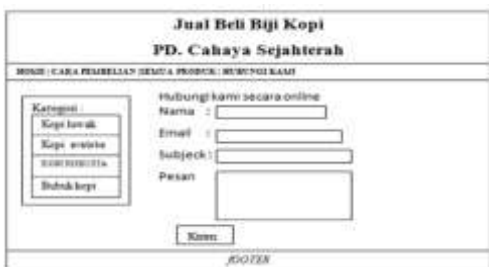 Jual Beli Biji Kopi
PD. Cahaya Sejahterah
HOME | CARA PEMBELIAN |SEMUA PRODUK | HUBUNGI KAMI
Kategori :
Kopi luwak
Kopi
Bubuk kopi
Hubungi kami secara online
Nama :
Email :
Subjeck :
Pesan
Kirim
FOOTER